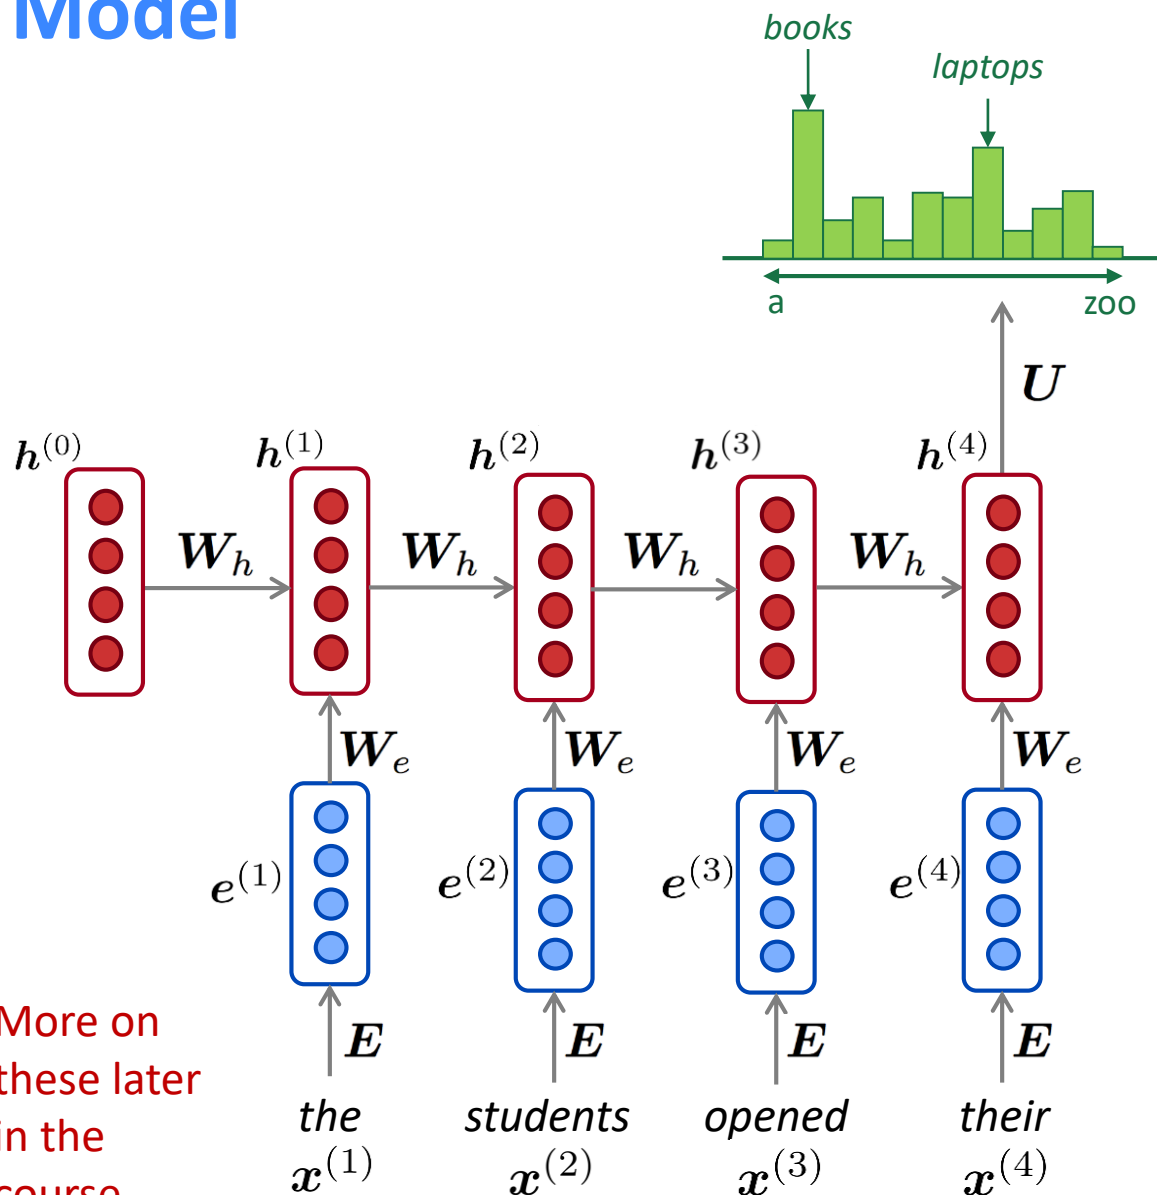 Model
books
laptops
a zoo
U
h(0) h(1) h(2) h(3) h(4)
Wh Wh Wh Wh
We We We We
e(1) e(2) e(3) e(4)
More on
these later
in the
course
E E E E
the students opened their
x(1) x(2) x(3) x(4)